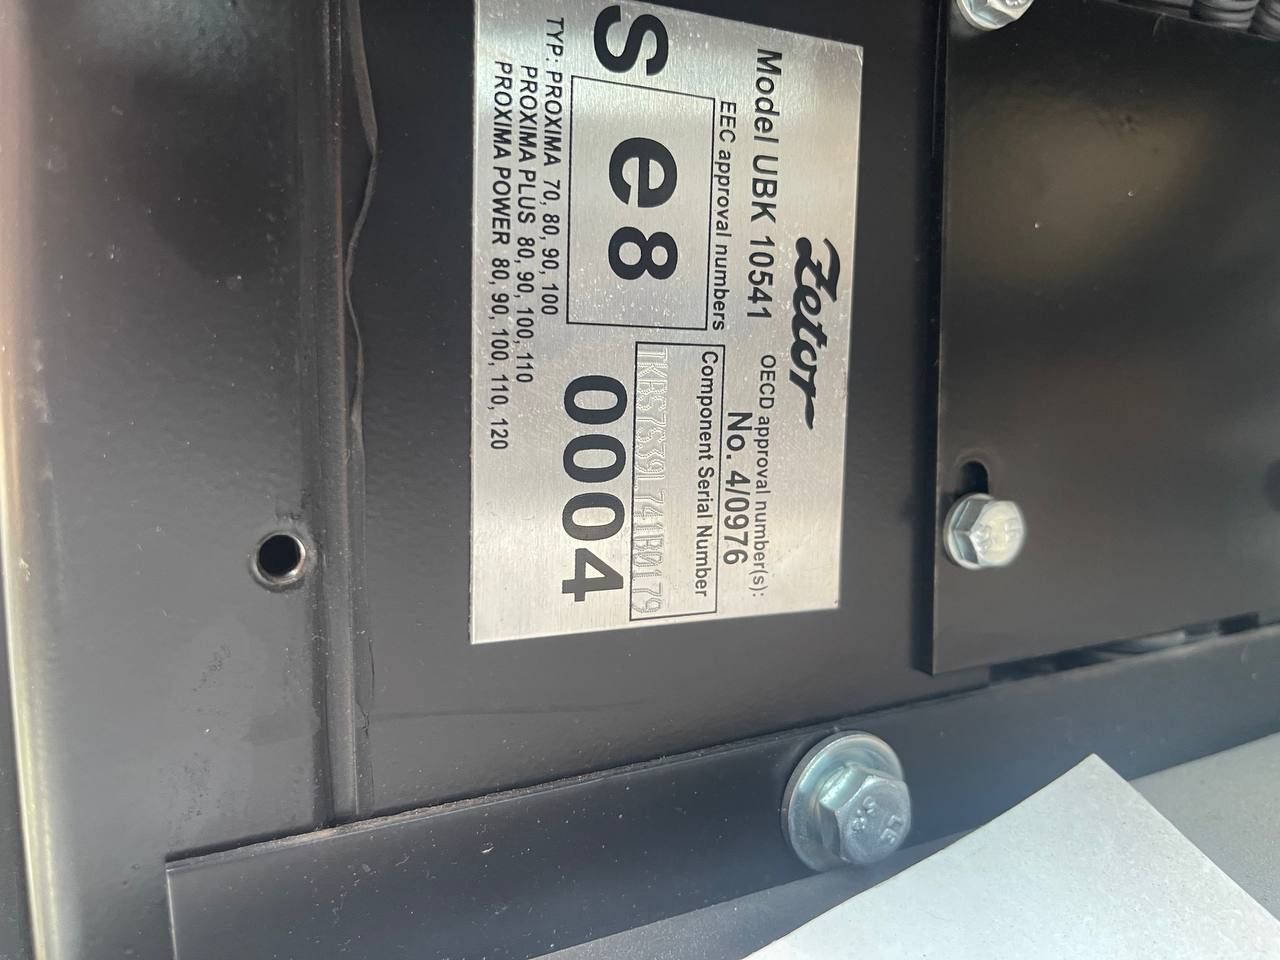 Zetor
Model UBK 10541
OECD approval number(s):
No. 4/0976
EEC approval numbers
Component Serial Number
S e8 0004
TYP: PROXIMA 70, 80, 90, 100
PROXIMA PLUS 80, 90, 100, 110
PROXIMA POWER 80, 90, 100, 110, 120